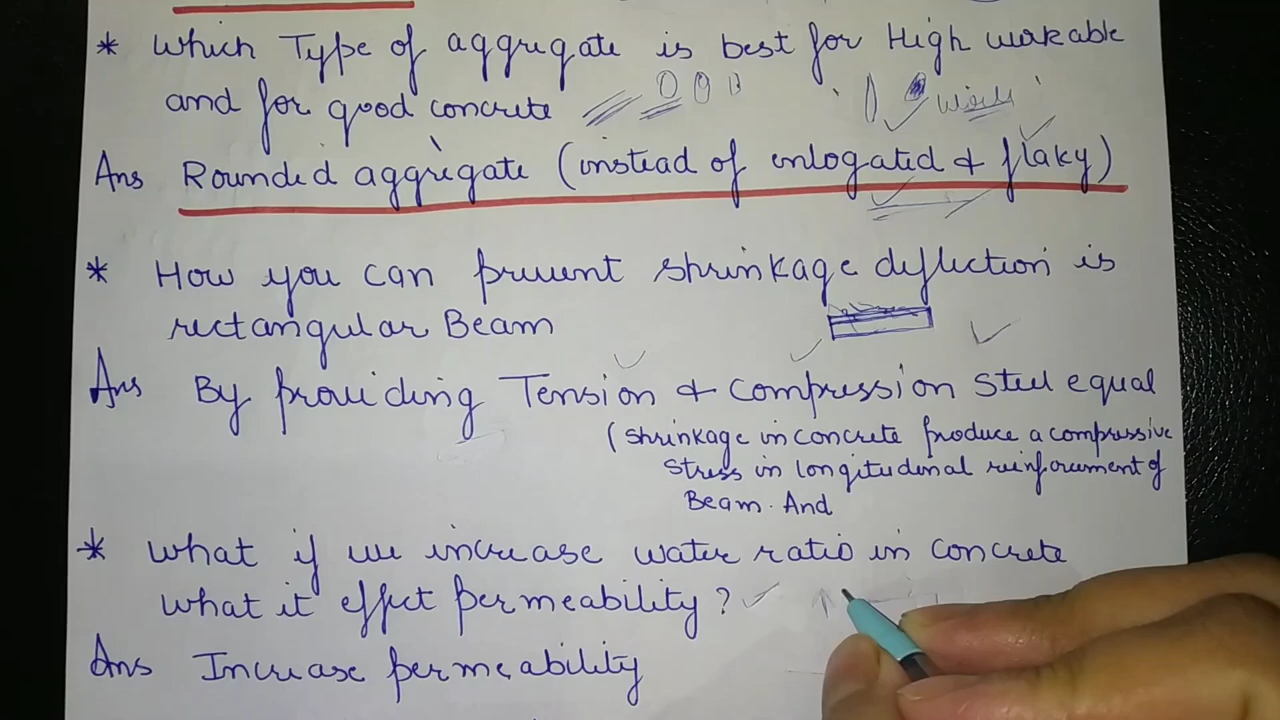 * Which Type of aggregate is best for High workable
and for good concrete
work
Ans Rounded aggregate (instead of enlogated & flaky)
* How you can prevent shrinkage deflection is
rectangular Beam
Ans By providing Tension & compression Steel equal
(shrinkage in concrete produce a compressive
stress in longitudenal reinforcement of
Beam. And
* What if we increase water ratio in concrete
what it effect permeability?
Ans Increase permeability